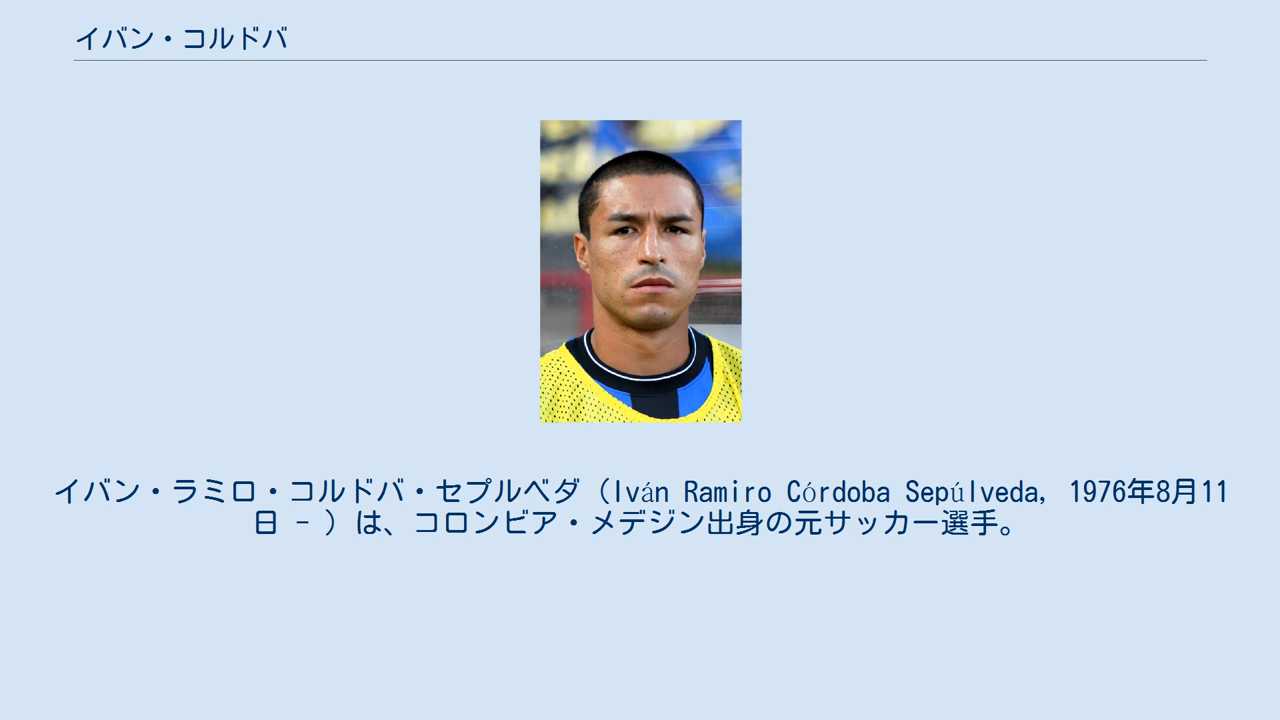 イバン・コルドバ
イバン・ラミロ・コルドバ・セプルベダ（Iván Ramiro Córdoba Sepúlveda, 1976年8月11
日 - ）は、コロンビア・メデジン出身の元サッカー選手。